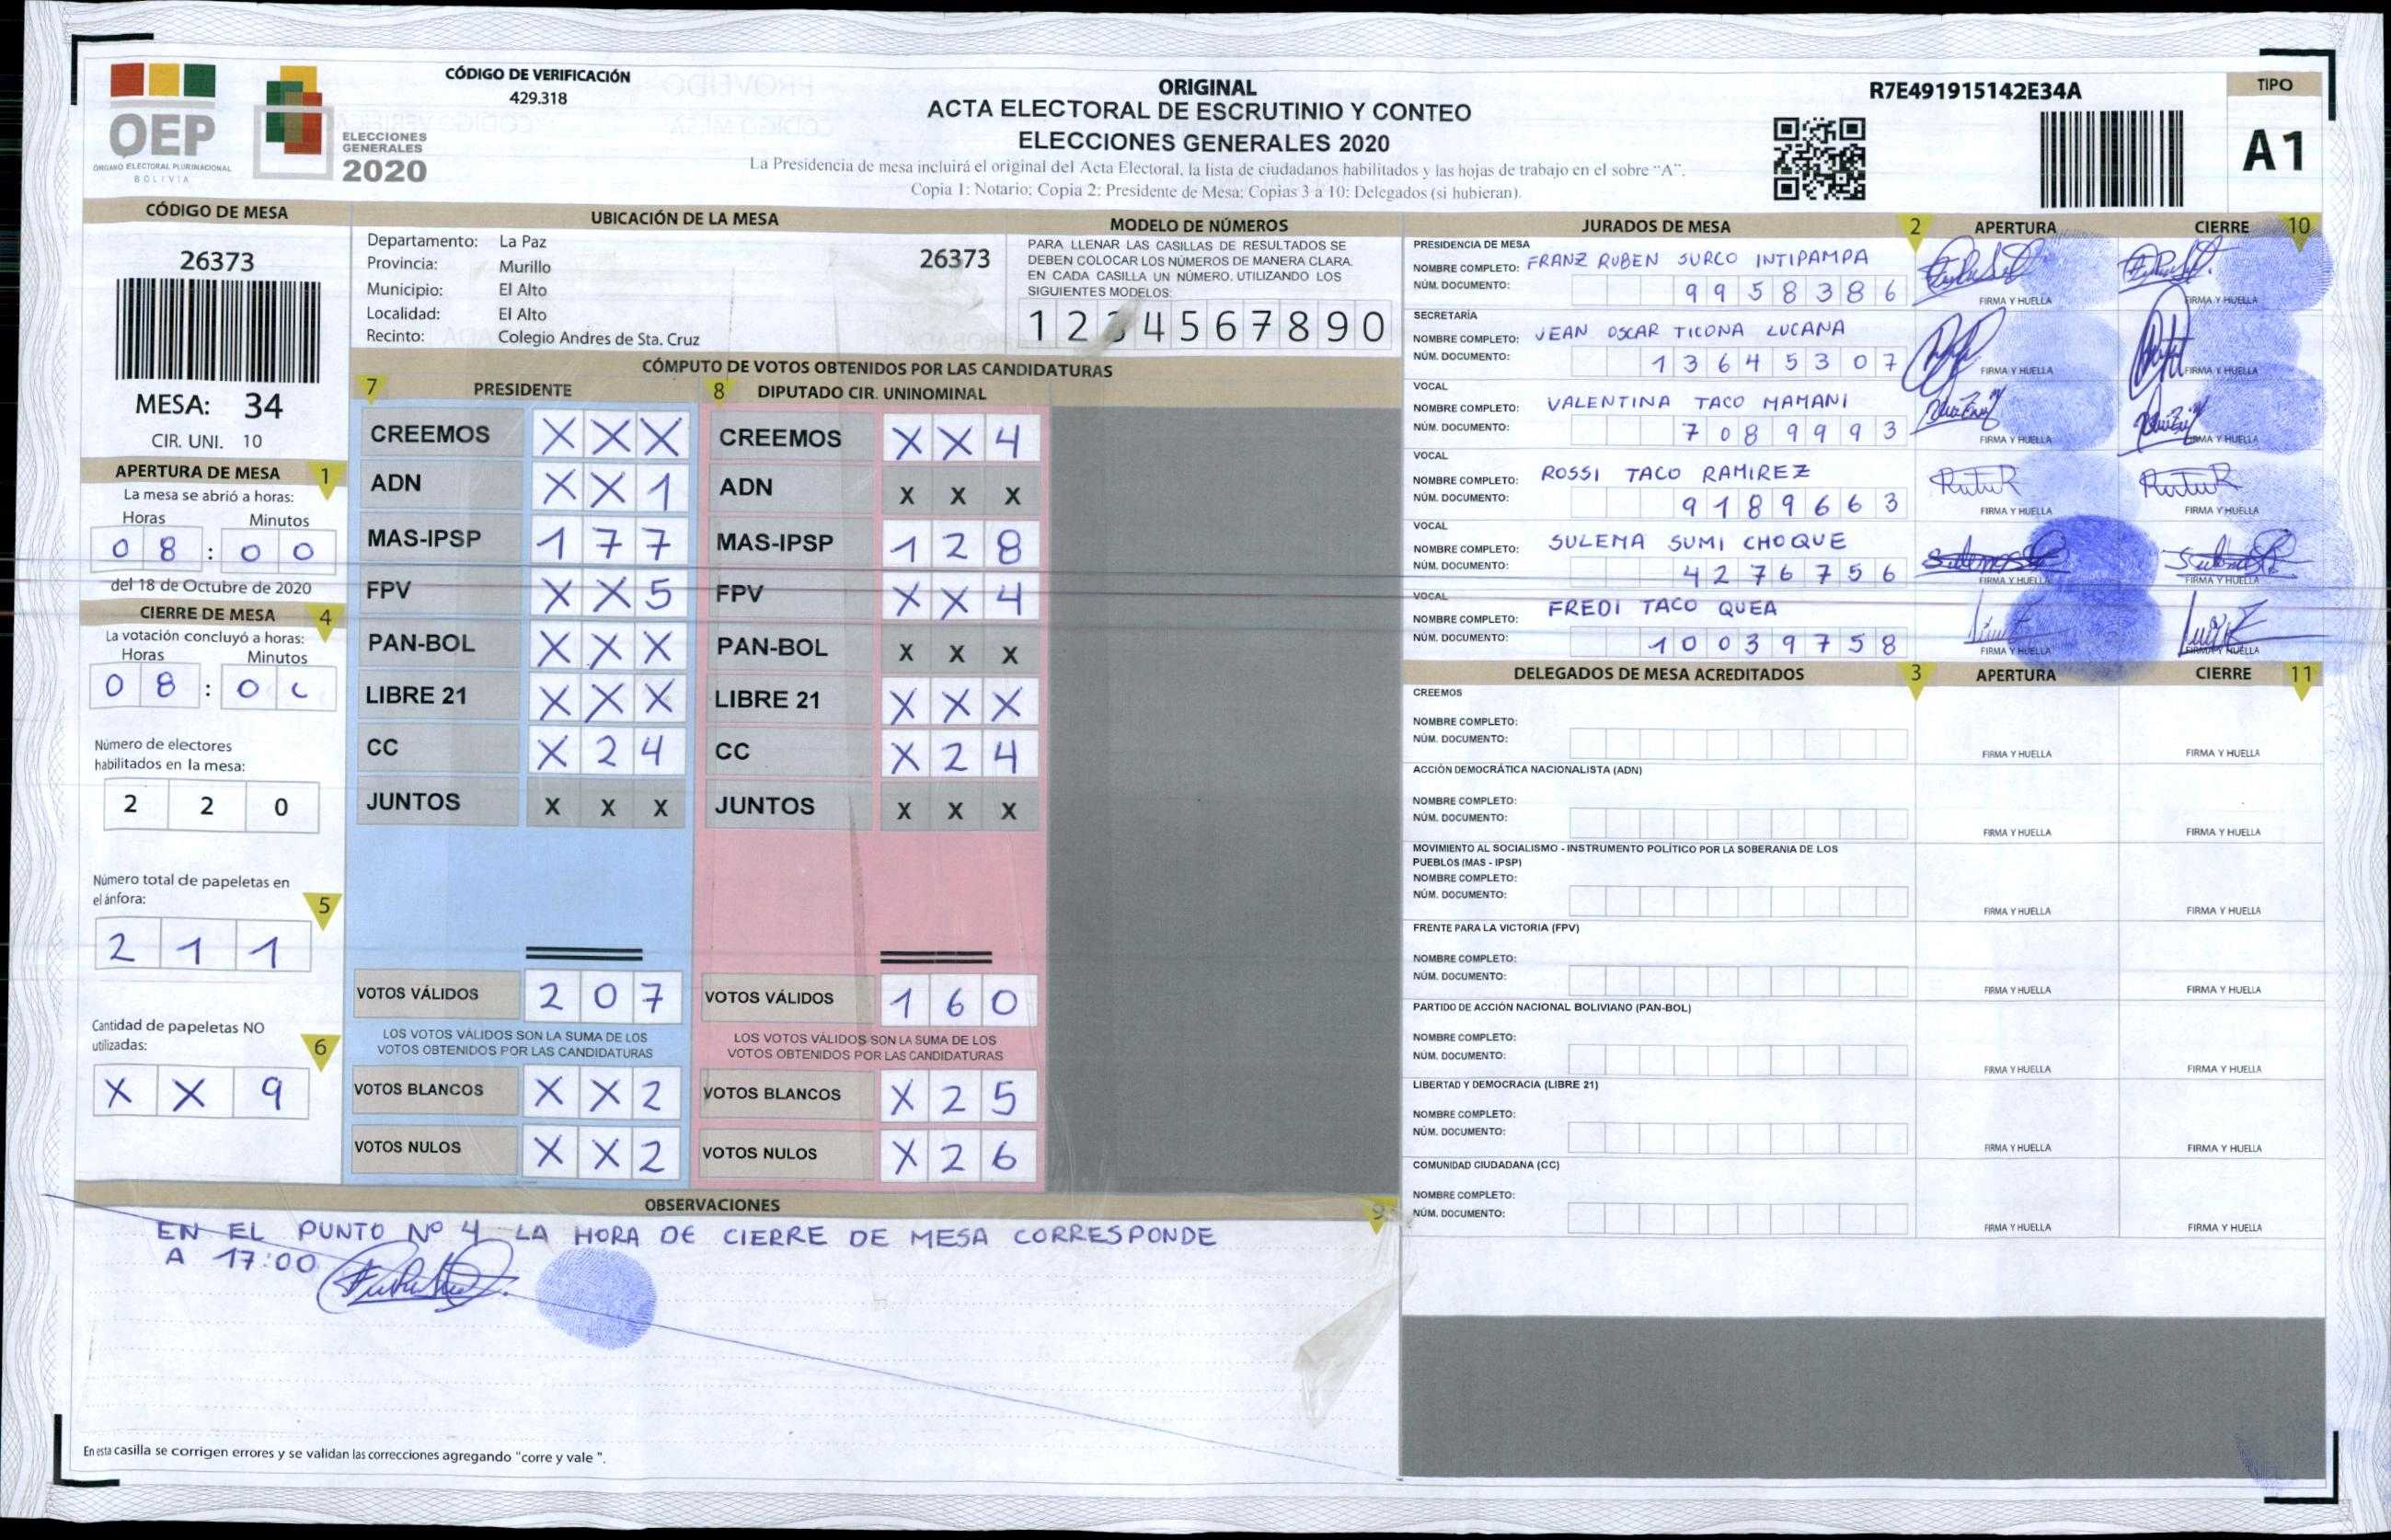 OEP
ÓRGANO ELECTORAL PLURINACIONAL
BOLIVIA
ELECCIONES
GENERALES
2020
CÓDIGO DE VERIFICACIÓN
429.318
ORIGINAL
ACTA ELECTORAL DE ESCRUTINIO Y CONTEO
ELECCIONES GENERALES 2020
La Presidencia de mesa incluirá el original del Acta Electoral, la lista de ciudadanos habilitados y las hojas de trabajo en el sobre "A".
Copia 1: Notario; Copia 2: Presidente de Mesa; Copias 3 a 10: Delegados (si hubieran).
R7E491915142E34A
TIPO
A1
CÓDIGO DE MESA
26373
MESA: 34
CIR. UNI. 10
APERTURA DE MESA 1
La mesa se abrió a horas:
Horas Minutos
0 8 : 0 0
del 18 de Octubre de 2020
CIERRE DE MESA 4
La votación concluyó a horas:
Horas Minutos
0 8 : 0
Número de electores
habilitados en la mesa:
2 2 0
Número total de papeletas en
el ánfora: 5
2 1 1
Cantidad de papeletas NO
utilizadas: 6
X X 9
UBICACIÓN DE LA MESA
Departamento: La Paz 26373
Provincia: Murillo
Municipio: El Alto
Localidad: El Alto
Recinto: Colegio Andres de Sta. Cruz
MODELO DE NÚMEROS
PARA LLENAR LAS CASILLAS DE RESULTADOS SE
DEBEN COLOCAR LOS NÚMEROS DE MANERA CLARA.
EN CADA CASILLA UN NÚMERO, UTILIZANDO LOS
SIGUIENTES MODELOS:
1 2 3 4 5 6 7 8 9 0
CÓMPUTO DE VOTOS OBTENIDOS POR LAS CANDIDATURAS
7 PRESIDENTE 8 DIPUTADO CIR. UNINOMINAL
CREEMOS X X X CREEMOS X X 4
ADN X X 1 ADN X X X
MAS-IPSP 1 7 7 MAS-IPSP 1 2 8
FPV X X 5 FPV X X 4
PAN-BOL X X X PAN-BOL X X X
LIBRE 21 X X X LIBRE 21 X X X
CC X 2 4 CC X 2 4
JUNTOS X X X JUNTOS X X X
VOTOS VÁLIDOS 2 0 7 VOTOS VÁLIDOS 1 6 0
LOS VOTOS VÁLIDOS SON LA SUMA DE LOS LOS VOTOS VÁLIDOS SON LA SUMA DE LOS
VOTOS OBTENIDOS POR LAS CANDIDATURAS VOTOS OBTENIDOS POR LAS CANDIDATURAS
VOTOS BLANCOS X X 2 VOTOS BLANCOS X 2 5
VOTOS NULOS X X 2 VOTOS NULOS X 2 6
JURADOS DE MESA 2 APERTURA CIERRE 10
PRESIDENCIA DE MESA
NOMBRE COMPLETO: FRANZ RUBEN SURCO INTIPAMPA
NÚM. DOCUMENTO: 9 9 5 8 3 8 6
FIRMA Y HUELLA FIRMA Y HUELLA
SECRETARÍA
NOMBRE COMPLETO: JEAN OSCAR TICONA LUCANA
NÚM. DOCUMENTO: 1 3 6 4 5 3 0 7
FIRMA Y HUELLA FIRMA Y HUELLA
VOCAL
NOMBRE COMPLETO: VALENTINA TACO MAMANI
NÚM. DOCUMENTO: 7 0 8 9 9 9 3
FIRMA Y HUELLA FIRMA Y HUELLA
VOCAL
NOMBRE COMPLETO: ROSSI TACO RAMIREZ
NÚM. DOCUMENTO: 9 1 8 9 6 6 3
FIRMA Y HUELLA FIRMA Y HUELLA
VOCAL
NOMBRE COMPLETO: SULEMA SUMI CHOQUE
NÚM. DOCUMENTO: 4 2 7 6 7 5 6
FIRMA Y HUELLA FIRMA Y HUELLA
VOCAL
NOMBRE COMPLETO: FREDI TACO QUEA
NÚM. DOCUMENTO: 1 0 0 3 9 7 5 8
FIRMA Y HUELLA FIRMA Y HUELLA
DELEGADOS DE MESA ACREDITADOS 3 APERTURA CIERRE 11
CREEMOS
NOMBRE COMPLETO:
NÚM. DOCUMENTO:
FIRMA Y HUELLA FIRMA Y HUELLA
ACCIÓN DEMOCRÁTICA NACIONALISTA (ADN)
NOMBRE COMPLETO:
NÚM. DOCUMENTO:
FIRMA Y HUELLA FIRMA Y HUELLA
MOVIMIENTO AL SOCIALISMO - INSTRUMENTO POLÍTICO POR LA SOBERANIA DE LOS
PUEBLOS (MAS - IPSP)
NOMBRE COMPLETO:
NÚM. DOCUMENTO:
FIRMA Y HUELLA FIRMA Y HUELLA
FRENTE PARA LA VICTORIA (FPV)
NOMBRE COMPLETO:
NÚM. DOCUMENTO:
FIRMA Y HUELLA FIRMA Y HUELLA
PARTIDO DE ACCIÓN NACIONAL BOLIVIANO (PAN-BOL)
NOMBRE COMPLETO:
NÚM. DOCUMENTO:
FIRMA Y HUELLA FIRMA Y HUELLA
LIBERTAD Y DEMOCRACIA (LIBRE 21)
NOMBRE COMPLETO:
NÚM. DOCUMENTO:
FIRMA Y HUELLA FIRMA Y HUELLA
COMUNIDAD CIUDADANA (CC)
NOMBRE COMPLETO:
NÚM. DOCUMENTO:
FIRMA Y HUELLA FIRMA Y HUELLA
OBSERVACIONES 9
EN EL PUNTO Nº 4 LA HORA DE CIERRE DE MESA CORRESPONDE
A 17:00
En esta casilla se corrigen errores y se validan las correcciones agregando "corre y vale ".